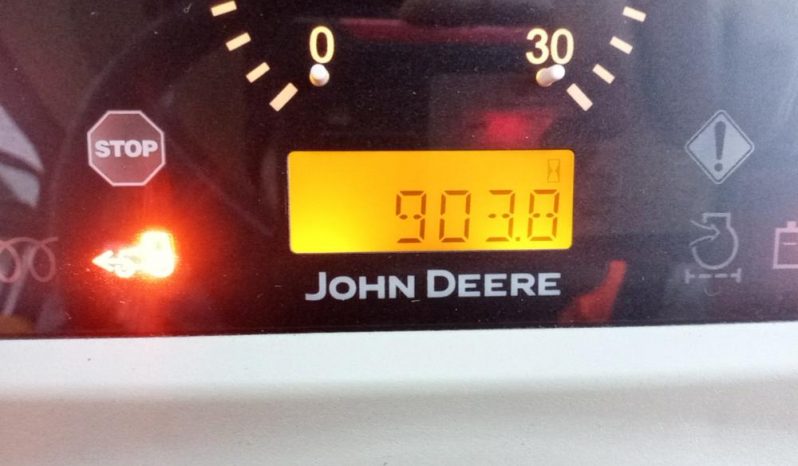 0 30
STOP
903.8
JOHN DEERE